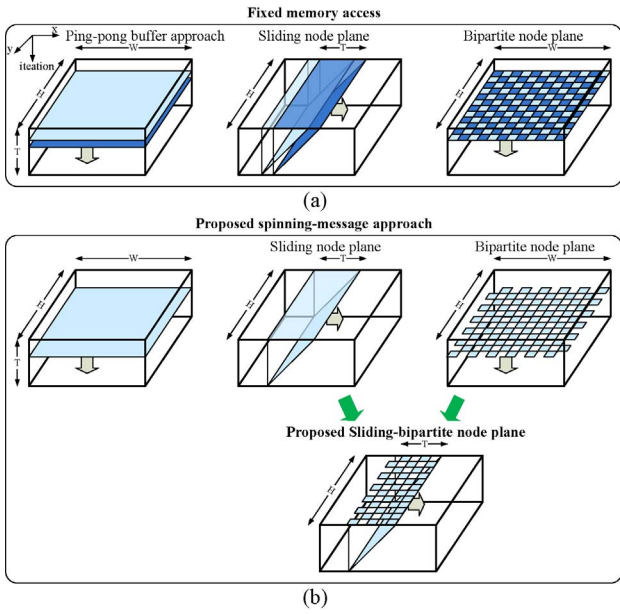 Fixed memory access
Ping-pong buffer approach
Sliding node plane
Bipartite node plane
x
y
iteation
W
T
W
H
H
H
T
(a)
Proposed spinning-message approach
Sliding node plane
Bipartite node plane
W
T
W
H
H
H
T
Proposed Sliding-bipartite node plane
T
H
(b)